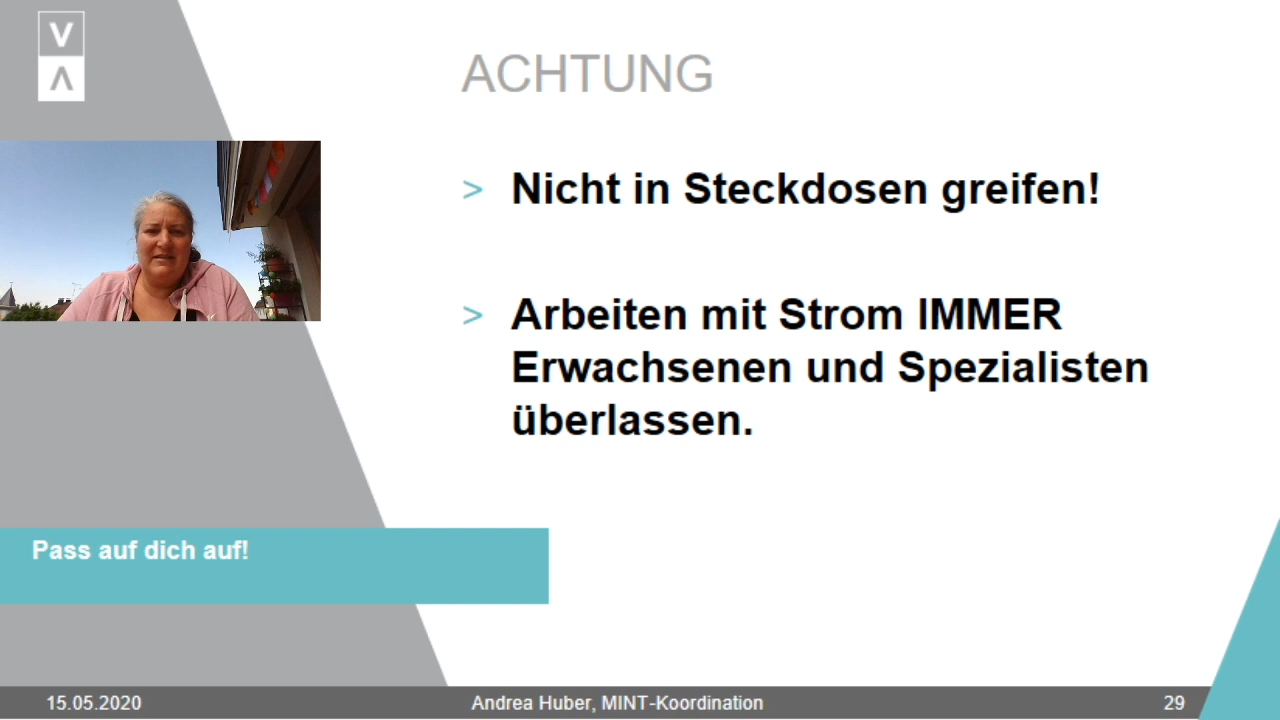 V
Λ
ACHTUNG
> Nicht in Steckdosen greifen!
> Arbeiten mit Strom IMMER
Erwachsenen und Spezialisten
überlassen.
Pass auf dich auf!
15.05.2020
Andrea Huber, MINT-Koordination
29